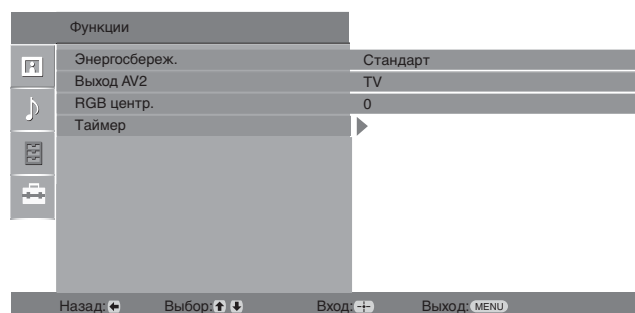 Функции
Энергосбереж. Стандарт
Выход AV2 TV
RGB центр. 0
Таймер
Назад: Выбор: Вход: Выход: MENU